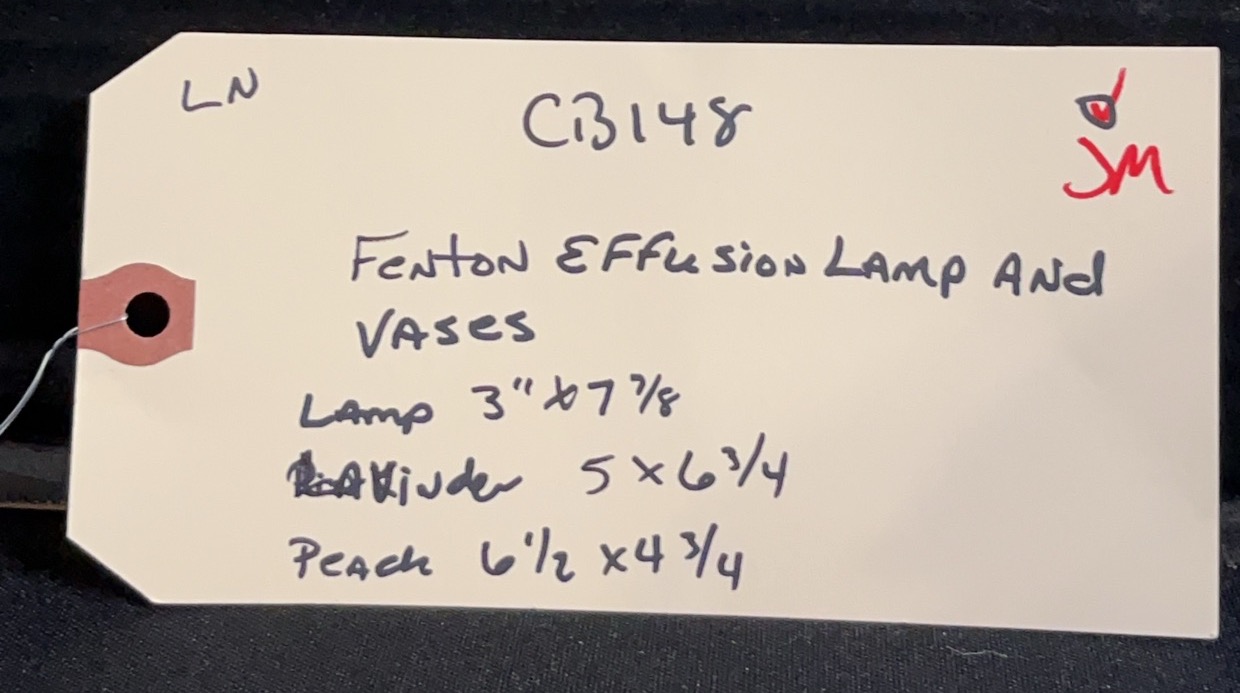 LN
CB148
JM
Fenton Effusion Lamp And
Vases
Lamp 3" x 7 7/8
Lavinder 5 x 6 3/4
Peach 6 1/2 x 4 3/4